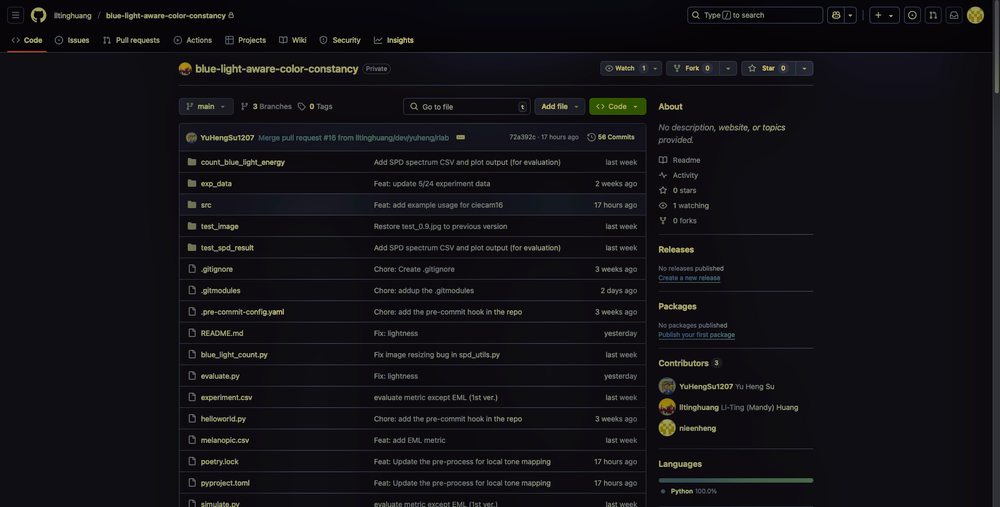 litinghuang / blue-light-aware-color-constancy
Type / to search
Code Issues Pull requests Actions Projects Wiki Security Insights
blue-light-aware-color-constancy Private
Watch 1 Fork 0 Star 0
main 3 Branches 0 Tags Go to file t Add file Code
YuHengSu1207 Merge pull request #16 from litinghuang/dev/yuheng/rlab 72a392c · 17 hours ago 56 Commits
count_blue_light_energy Add SPD spectrum CSV and plot output (for evaluation) last week
exp_data Feat: update 5/24 experiment data 2 weeks ago
src Feat: add example usage for ciecam16 17 hours ago
test_image Restore test_0.9.jpg to previous version last week
test_spd_result Add SPD spectrum CSV and plot output (for evaluation) last week
.gitignore Chore: Create .gitignore 3 weeks ago
.gitmodules Chore: addup the .gitmodules 2 days ago
.pre-commit-config.yaml Chore: add the pre-commit hook in the repo 3 weeks ago
README.md Fix: lightness yesterday
blue_light_count.py Fix image resizing bug in spd_utils.py last week
evaluate.py Fix: lightness yesterday
experiment.csv evaluate metric except EML (1st ver.) last week
helloworld.py Chore: add the pre-commit hook in the repo 3 weeks ago
melanopic.csv Feat: add EML metric last week
poetry.lock Feat: Update the pre-process for local tone mapping 17 hours ago
pyproject.toml Feat: Update the pre-process for local tone mapping 17 hours ago
simulate.py evaluate metric except EML (1st ver.) last week
About
No description, website, or topics
provided.
Readme
Activity
0 stars
1 watching
0 forks
Releases
No releases published
Create a new release
Packages
No packages published
Publish your first package
Contributors 3
YuHengSu1207 Yu Heng Su
litinghuang Li-Ting (Mandy) Huang
nieenheng
Languages
Python 100.0%